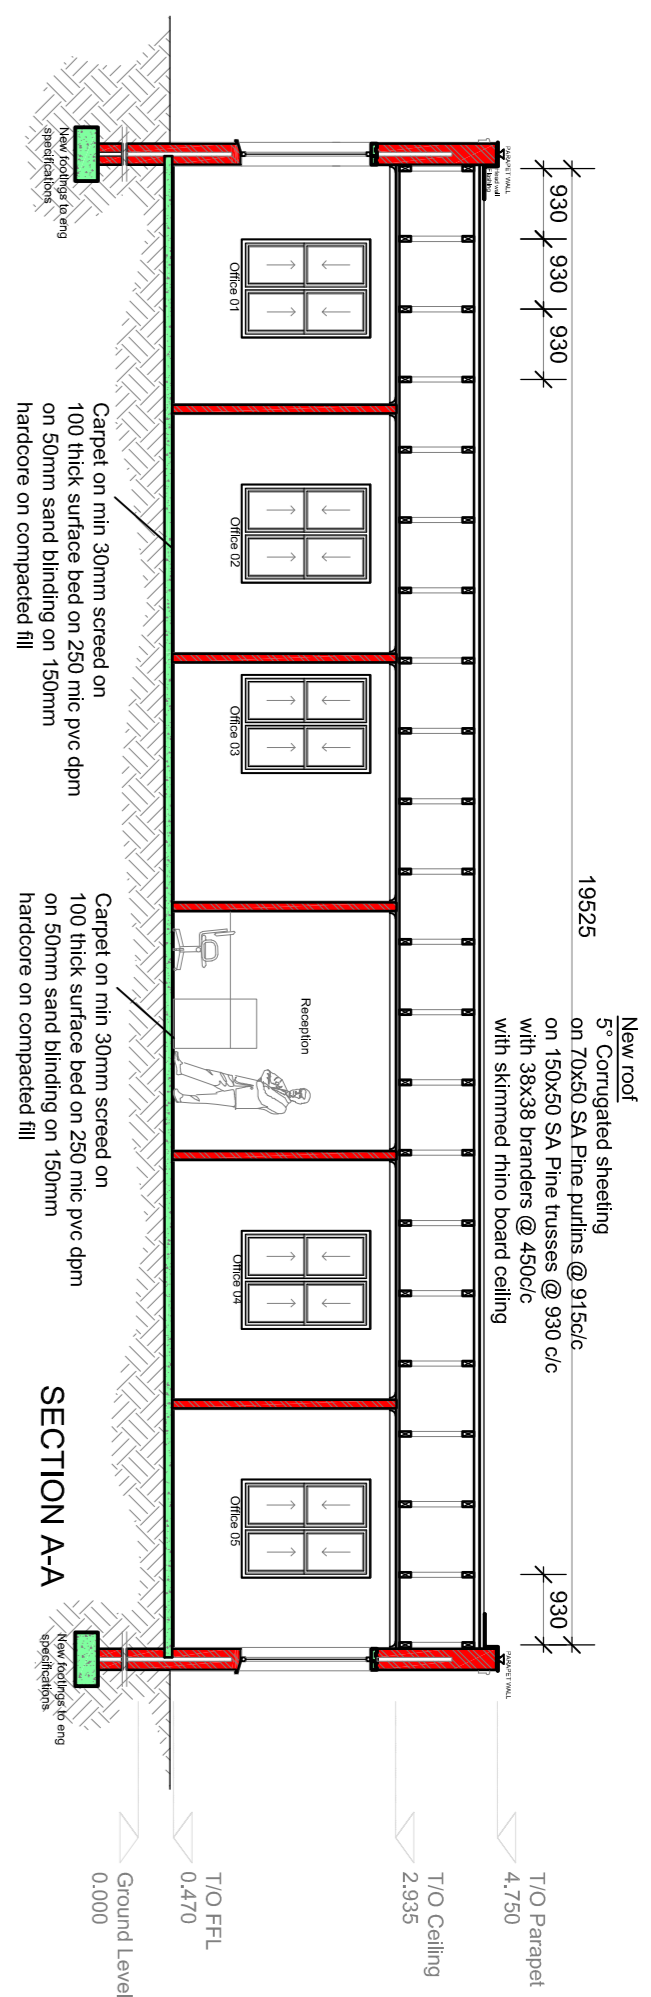 New roof
5° Corrugated sheeting
on 70x50 SA Pine purlins @ 915c/c
on 150x50 SA Pine trusses @ 930 c/c
with 38x38 branders @ 450c/c
with skimmed rhino board ceiling
19525
930
930
930
930
PARAPET WALL
Head wall
flashing
PARAPET WALL
T/O Parapet
4.750
T/O Ceiling
2.935
T/O FFL
0.470
Ground Level
0.000
Office 01
Office 02
Office 03
Reception
Office 04
Office 05
New footings to eng
specifications
Carpet on min 30mm screed on
100 thick surface bed on 250 mic pvc dpm
on 50mm sand blinding on 150mm
hardcore on compacted fill
Carpet on min 30mm screed on
100 thick surface bed on 250 mic pvc dpm
on 50mm sand blinding on 150mm
hardcore on compacted fill
New footings to eng
specifications
SECTION A-A